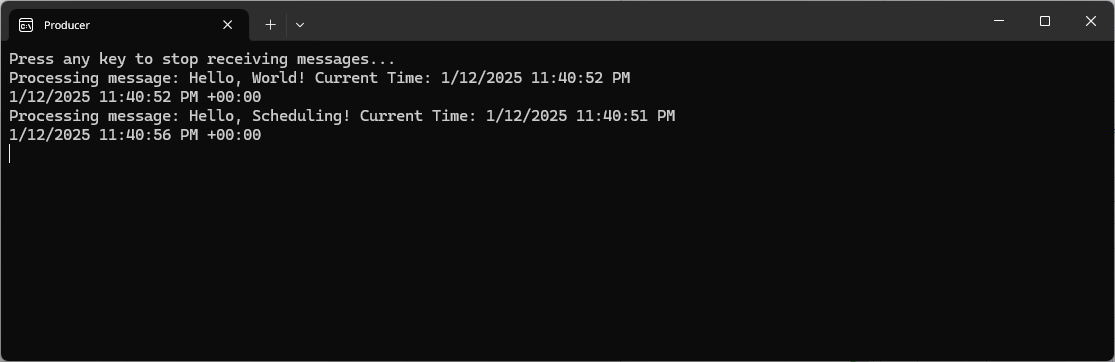 Producer
Press any key to stop receiving messages...
Processing message: Hello, World! Current Time: 1/12/2025 11:40:52 PM
1/12/2025 11:40:52 PM +00:00
Processing message: Hello, Scheduling! Current Time: 1/12/2025 11:40:51 PM
1/12/2025 11:40:56 PM +00:00